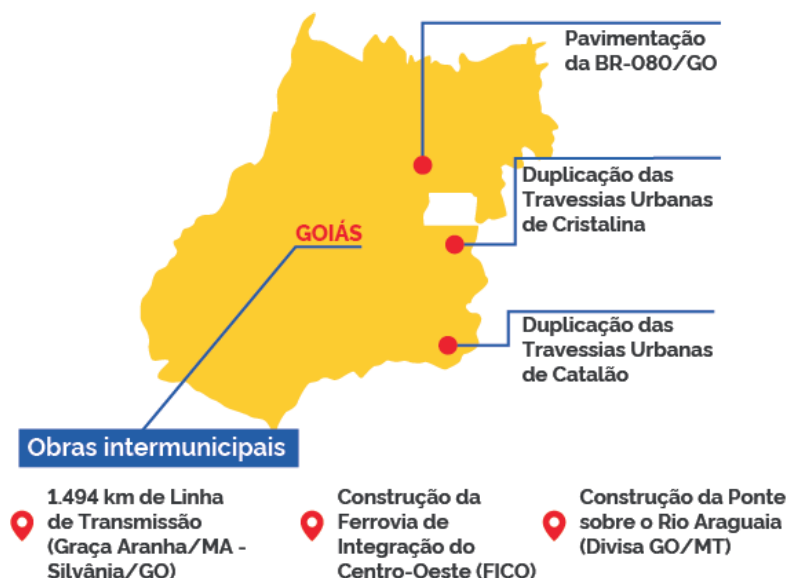 Pavimentação
da BR-080/GO
Duplicação das
Travessias Urbanas
de Cristalina
GOIÁS
Duplicação das
Travessias Urbanas
de Catalão
Obras intermunicipais
1.494 km de Linha
de Transmissão
(Graça Aranha/MA -
Silvânia/GO)
Construção da
Ferrovia de
Integração do
Centro-Oeste (FICO)
Construção da Ponte
sobre o Rio Araguaia
(Divisa GO/MT)